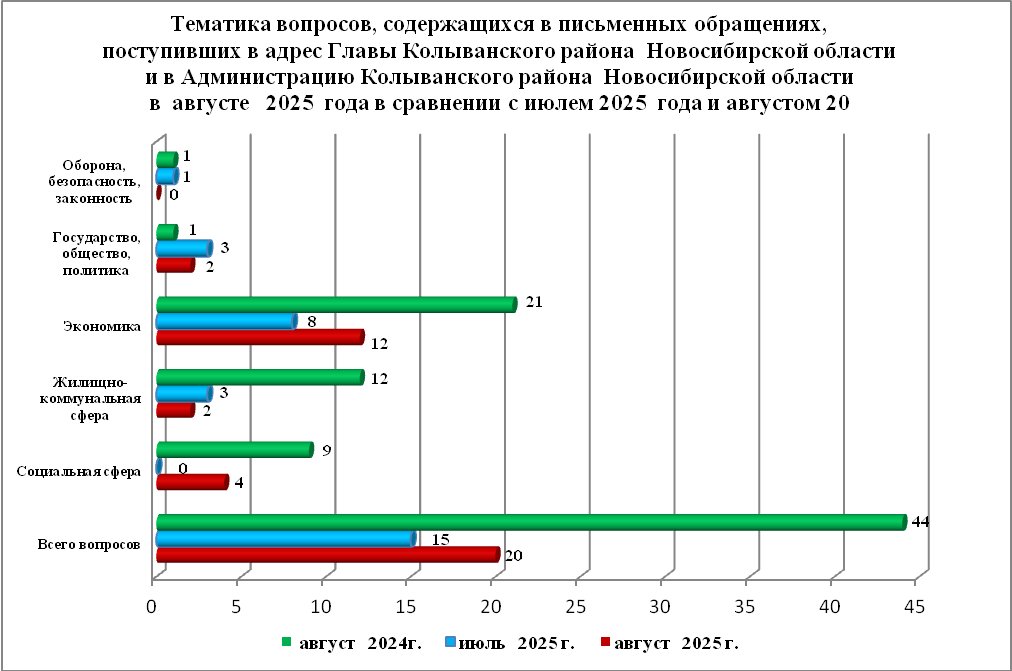 Тематика вопросов, содержащихся в письменных обращениях,
поступивших в адрес Главы Колыванского района Новосибирской области
и в Администрацию Колыванского района Новосибирской области
в августе 2025 года в сравнении с июлем 2025 года и августом 20
Оборона,
безопасность,
законность
1
1
0
Государство,
общество,
политика
1
3
2
Экономика
21
8
12
Жилищно-
коммунальная
сфера
12
3
2
Социальная сфера
9
0
4
Всего вопросов
44
15
20
0 5 10 15 20 25 30 35 40 45
август 2024г. июль 2025 г. август 2025 г.